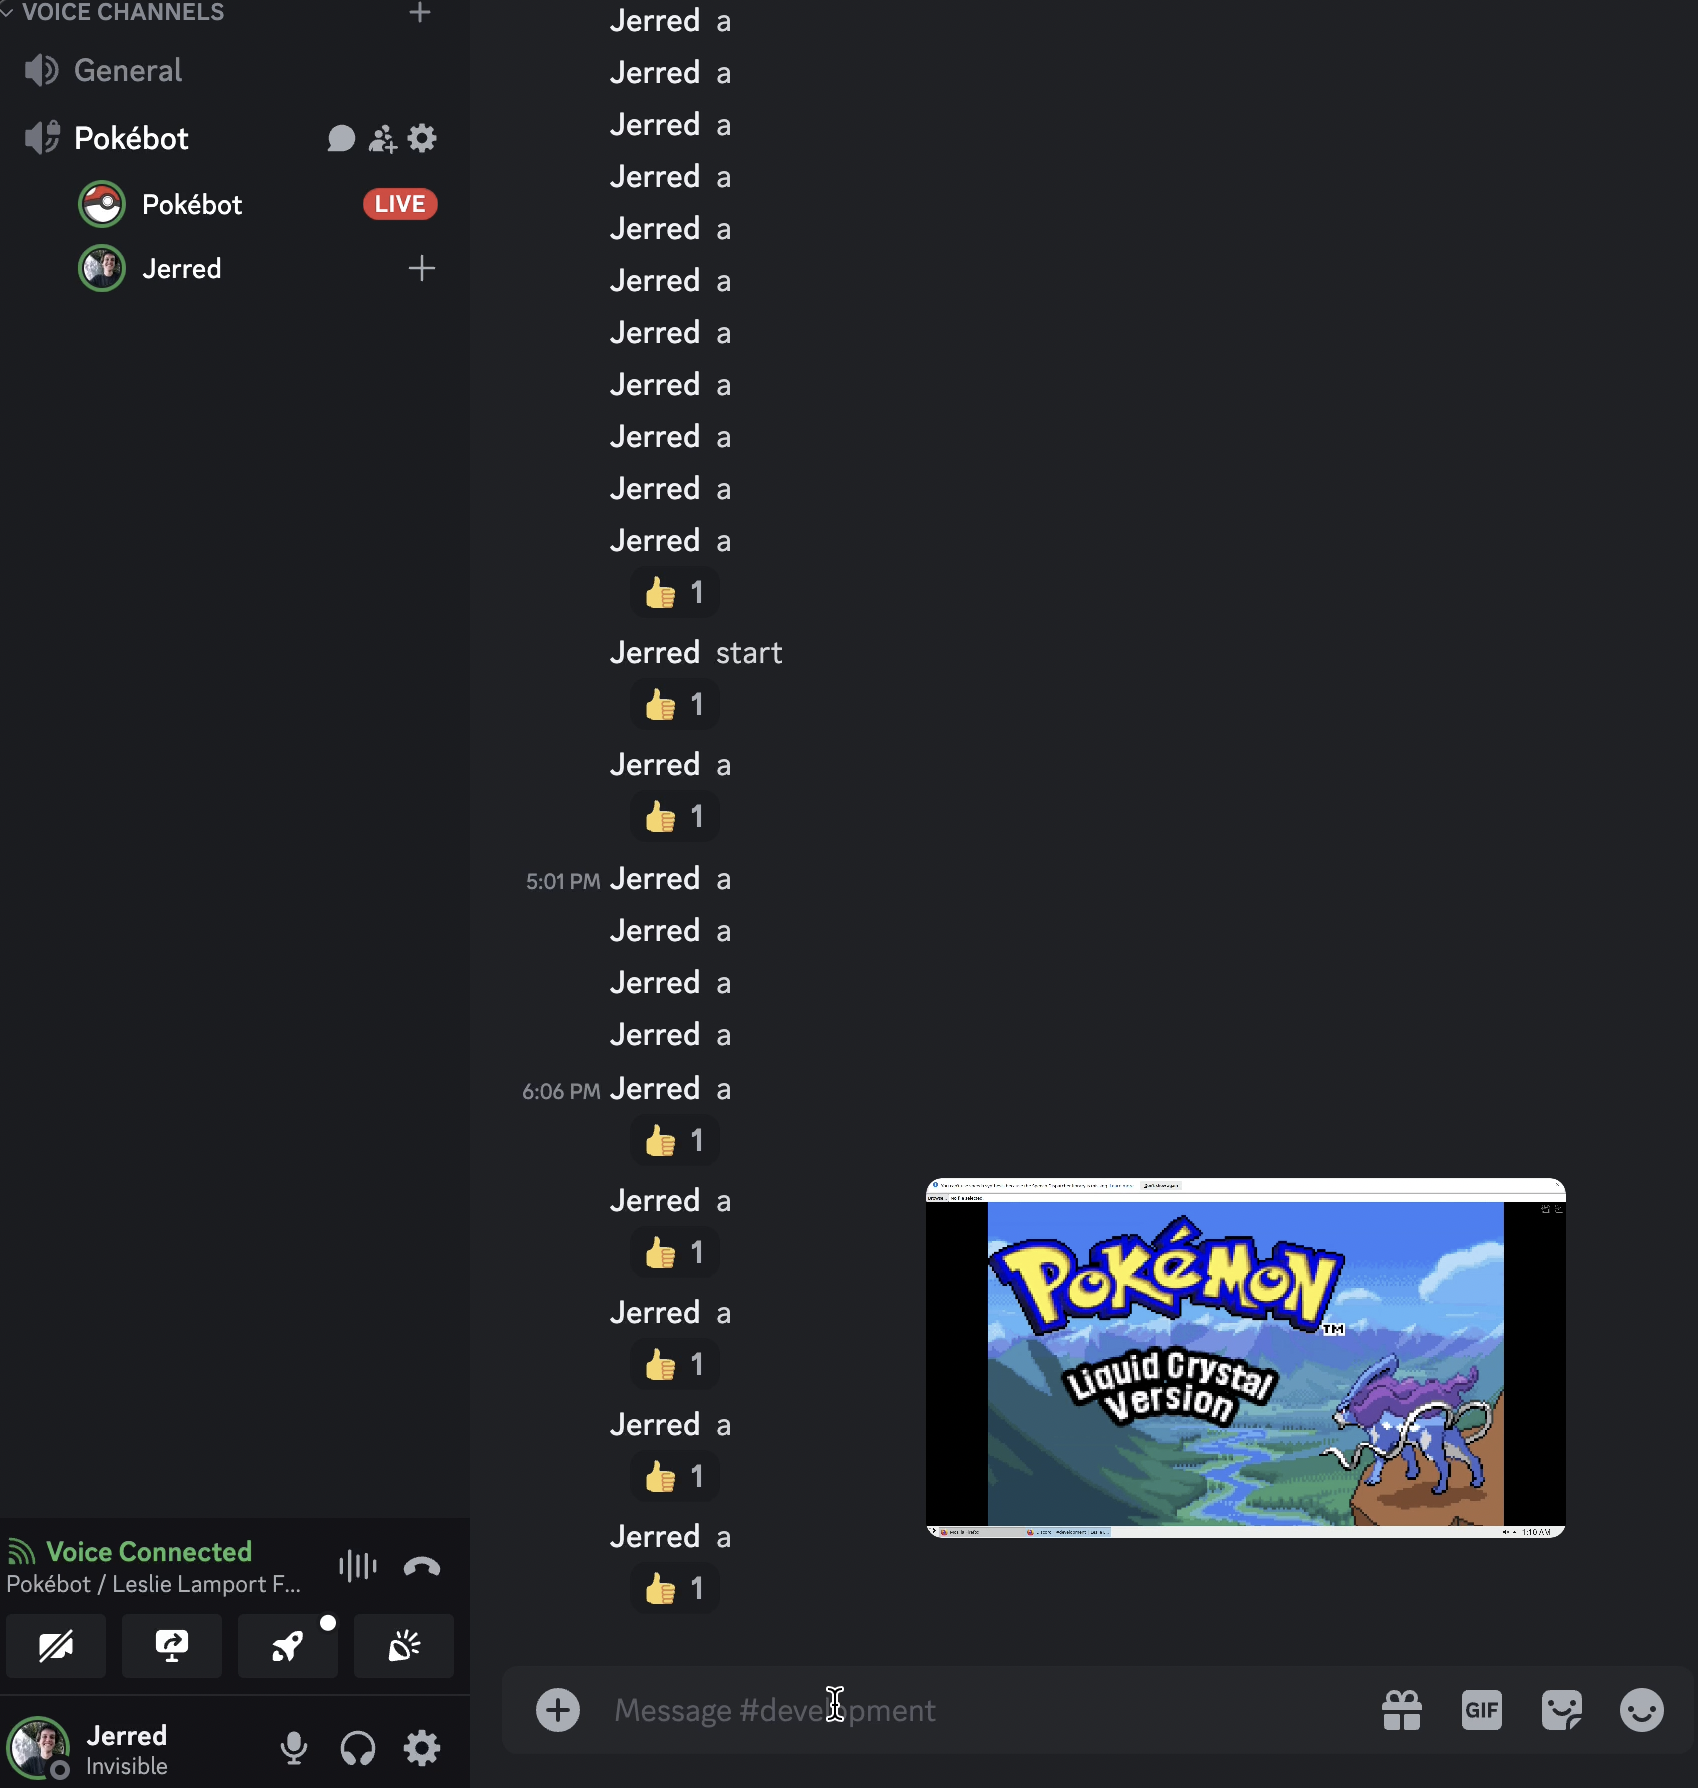 VOICE CHANNELS
General
Pokébot
Pokébot LIVE
Jerred
Voice Connected
Pokébot / Leslie Lamport F...
Jerred
Invisible
Jerred a
Jerred a
Jerred a
Jerred a
Jerred a
Jerred a
Jerred a
Jerred a
Jerred a
Jerred a
Jerred a
1
Jerred start
1
Jerred a
1
5:01 PM Jerred a
Jerred a
Jerred a
Jerred a
6:06 PM Jerred a
1
Jerred a
1
Jerred a
1
Jerred a
1
Jerred a
1
POKéMON
TM
Liquid Crystal
Version
1:10 AM
Message #development
GIF